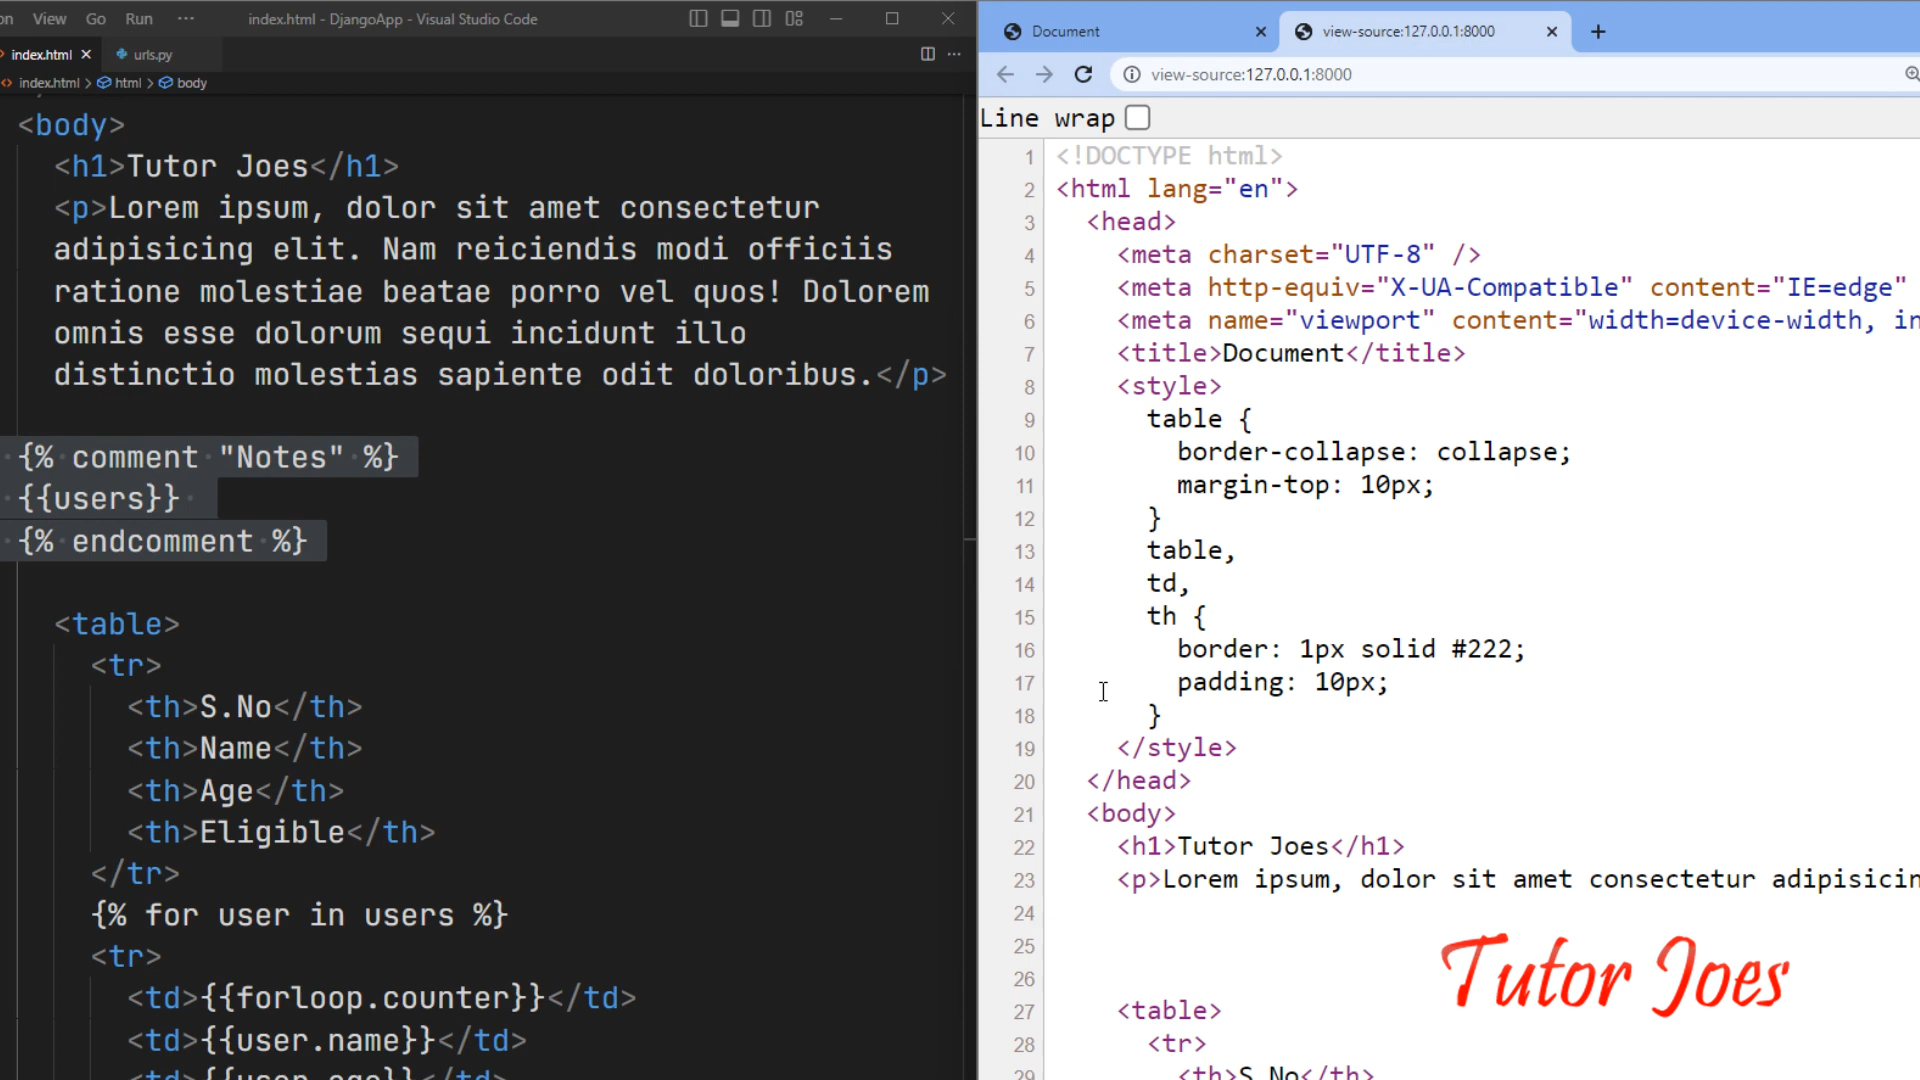 View Go Run ··· index.html - DjangoApp - Visual Studio Code
index.html urls.py
index.html > html > body
<body>
<h1>Tutor Joes</h1>
<p>Lorem ipsum, dolor sit amet consectetur
adipisicing elit. Nam reiciendis modi officiis
ratione molestiae beatae porro vel quos! Dolorem
omnis esse dolorum sequi incidunt illo
distinctio molestias sapiente odit doloribus.</p>
{% comment "Notes" %}
{{users}}
{% endcomment %}
<table>
<tr>
<th>S.No</th>
<th>Name</th>
<th>Age</th>
<th>Eligible</th>
</tr>
{% for user in users %}
<tr>
<td>{{forloop.counter}}</td>
<td>{{user.name}}</td>
<td>{{user.age}}</td>
Document view-source:127.0.0.1:8000
view-source:127.0.0.1:8000
Line wrap
1 <!DOCTYPE html>
2 <html lang="en">
3 <head>
4 <meta charset="UTF-8" />
5 <meta http-equiv="X-UA-Compatible" content="IE=edge"
6 <meta name="viewport" content="width=device-width, in
7 <title>Document</title>
8 <style>
9 table {
10 border-collapse: collapse;
11 margin-top: 10px;
12 }
13 table,
14 td,
15 th {
16 border: 1px solid #222;
17 padding: 10px;
18 }
19 </style>
20 </head>
21 <body>
22 <h1>Tutor Joes</h1>
23 <p>Lorem ipsum, dolor sit amet consectetur adipisicin
24
25
26
27 <table>
28 <tr>
29 <th>S.No</th>
Tutor Joes